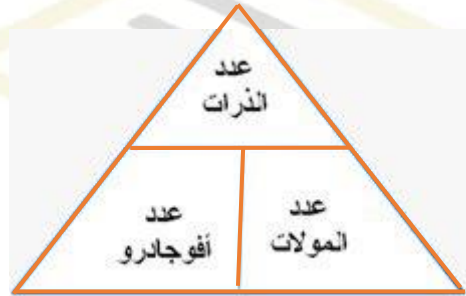 عدد
الذرات
عدد
المولات
عدد
أفوجادرو